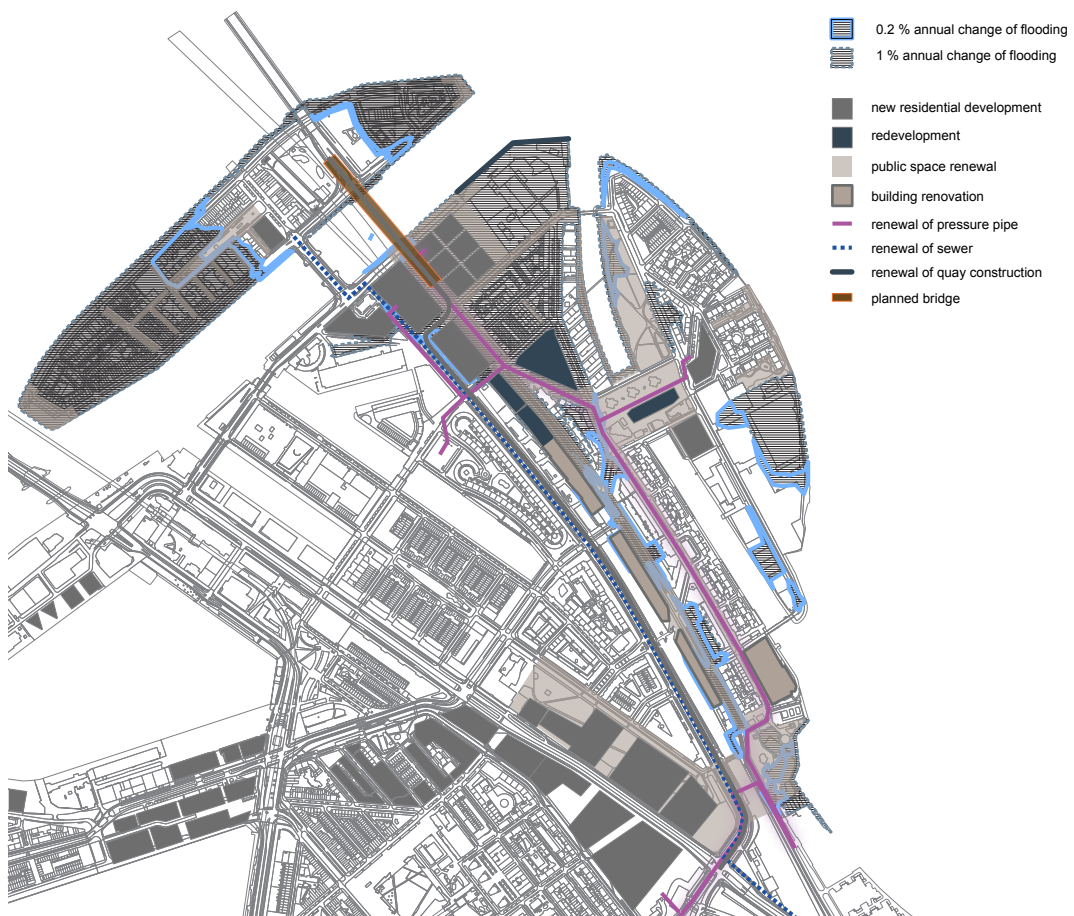 0.2 % annual change of flooding
1 % annual change of flooding
new residential development
redevelopment
public space renewal
building renovation
renewal of pressure pipe
renewal of sewer
renewal of quay construction
planned bridge